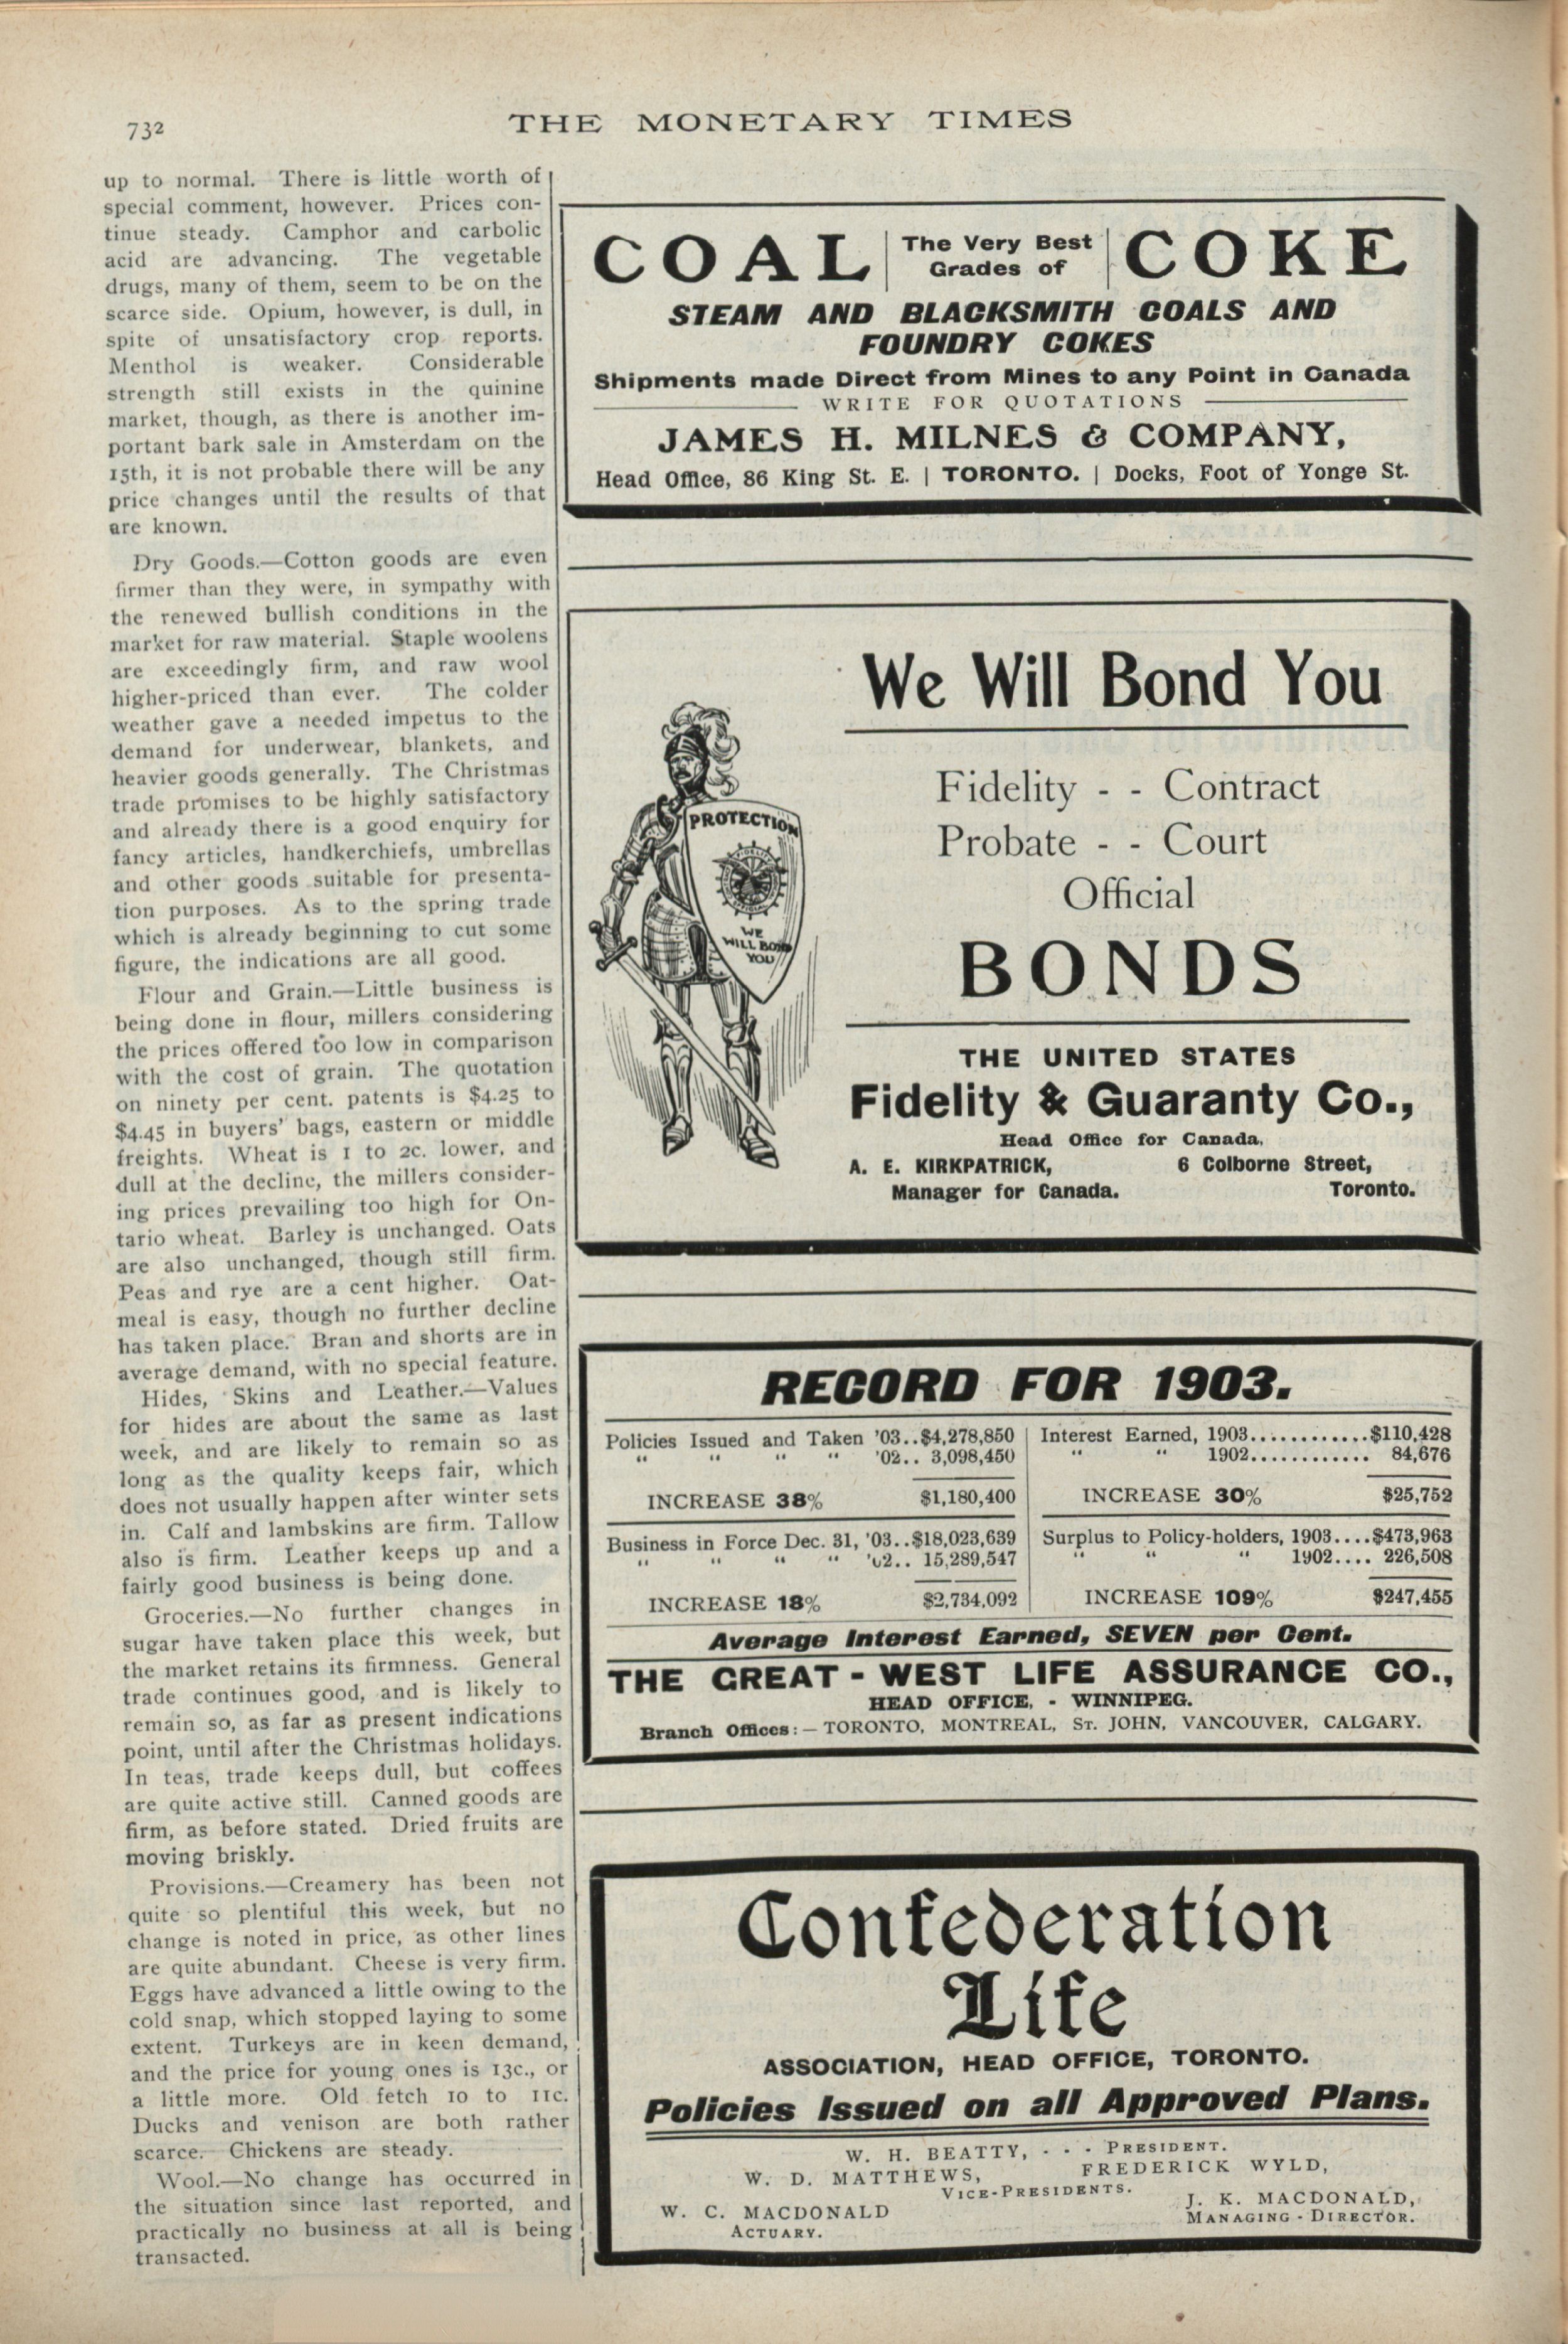 732
THE MONETARY TIMES
up to normal. There is little worth of
special comment, however. Prices con-
tinue steady. Camphor and carbolic
acid are advancing. The vegetable
drugs, many of them, seem to be on the
scarce side. Opium, however, is dull, in
spite of unsatisfactory crop reports.
Menthol is weaker. Considerable
strength still exists in the quinine
market, though, as there is another im-
portant bark sale in Amsterdam on the
15th, it is not probable there will be any
price changes until the results of that
are known.
Dry Goods.—Cotton goods are even
firmer than they were, in sympathy with
the renewed bullish conditions in the
market for raw material. Staple woolens
are exceedingly firm, and raw wool
higher-priced than ever. The colder
weather gave a needed impetus to the
demand for underwear, blankets, and
heavier goods generally. The Christmas
trade promises to be highly satisfactory
and already there is a good enquiry for
fancy articles, handkerchiefs, umbrellas
and other goods suitable for presenta-
tion purposes. As to the spring trade
which is already beginning to cut some
figure, the indications are all good.
Flour and Grain.—Little business is
being done in flour, millers considering
the prices offered too low in comparison
with the cost of grain. The quotation
on ninety per cent. patents is $4.25 to
$4.45 in buyers' bags, eastern or middle
freights. Wheat is 1 to 2c. lower, and
dull at the decline, the millers consider-
ing prices prevailing too high for On-
tario wheat. Barley is unchanged. Oats
are also unchanged, though still firm.
Peas and rye are a cent higher. Oat-
meal is easy, though no further decline
has taken place. Bran and shorts are in
average demand, with no special feature.
Hides, Skins and Leather.—Values
for hides are about the same as last
week, and are likely to remain so as
long as the quality keeps fair, which
does not usually happen after winter sets
in. Calf and lambskins are firm. Tallow
also is firm. Leather keeps up and a
fairly good business is being done.
Groceries.—No further changes in
sugar have taken place this week, but
the market retains its firmness. General
trade continues good, and is likely to
remain so, as far as present indications
point, until after the Christmas holidays.
In teas, trade keeps dull, but coffees
are quite active still. Canned goods are
firm, as before stated. Dried fruits are
moving briskly.
Provisions.—Creamery has been not
quite so plentiful this week, but no
change is noted in price, as other lines
are quite abundant. Cheese is very firm.
Eggs have advanced a little owing to the
cold snap, which stopped laying to some
extent. Turkeys are in keen demand,
and the price for young ones is 13c., or
a little more. Old fetch 10 to 11c.
Ducks and venison are both rather
scarce. Chickens are steady.
Wool.—No change has occurred in
the situation since last reported, and
practically no business at all is being
transacted.
COAL The Very Best Grades of COKE
STEAM AND BLACKSMITH COALS AND
FOUNDRY COKES
Shipments made Direct from Mines to any Point in Canada
WRITE FOR QUOTATIONS
JAMES H. MILNES & COMPANY,
Head Office, 86 King St. E. | TORONTO. | Docks, Foot of Yonge St.
We Will Bond You
PROTECTION
WE
WILL BOND
YOU
Fidelity - - Contract
Probate - - Court
Official
BONDS
THE UNITED STATES
Fidelity & Guaranty Co.,
Head Office for Canada,
A. E. KIRKPATRICK, 6 Colborne Street,
Manager for Canada. Toronto.
RECORD FOR 1903.
Policies Issued and Taken '03..$4,278,850
" " " " '02.. 3,098,450
INCREASE 38% $1,180,400
Interest Earned, 1903............$110,428
" " 1902............ 84,676
INCREASE 30% $25,752
Business in Force Dec. 31, '03..$18,023,639
" " " " '02.. 15,289,547
INCREASE 18% $2,734,092
Surplus to Policy-holders, 1903....$473,963
" " " 1902.... 226,508
INCREASE 109% $247,455
Average Interest Earned, SEVEN per Cent.
THE GREAT-WEST LIFE ASSURANCE CO.,
HEAD OFFICE, - WINNIPEG.
Branch Offices:—TORONTO, MONTREAL, ST. JOHN, VANCOUVER, CALGARY.
Confederation
Life
ASSOCIATION, HEAD OFFICE, TORONTO.
Policies Issued on all Approved Plans.
W. H. BEATTY, - - - PRESIDENT.
W. D. MATTHEWS, FREDERICK WYLD,
VICE-PRESIDENTS.
W. C. MACDONALD J. K. MACDONALD,
ACTUARY. MANAGING-DIRECTOR.